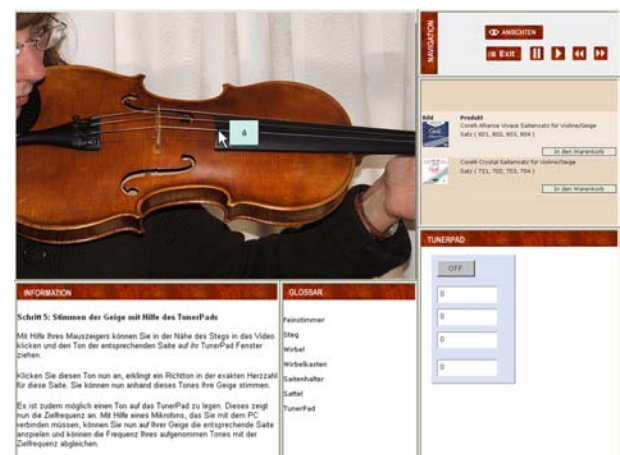 A
NAVIGATION
ANSICHTEN
Exit
Bild Produkt
Corelli Alliance Vivace Saitensatz für Violine/Geige
Satz ( 801, 802, 803, 804 )
In den Warenkorb
Corelli Crystal Saitensatz für Violine/Geige
Satz ( 701, 702, 703, 704 )
In den Warenkorb
TUNERPAD
OFF
0
0
0
0
INFORMATION
Schritt 5: Stimmen der Geige mit Hilfe des TunerPads
Mit Hilfe Ihres Mauszeigers können Sie in der Nähe des Stegs in das Video
klicken und den Ton der entsprechenden Saite auf ihr TunerPad Fenster
ziehen.
Klicken Sie diesen Ton nun an, erklingt ein Richtton in der exakten Herzzahl
für diese Saite. Sie können nun anhand dieses Tones Ihre Geige stimmen.
Es ist zudem möglich einen Ton auf das TunerPad zu legen. Dieses zeigt
nun die Zielfrequenz an. Mit Hilfe eines Mikrofons, das Sie mit dem PC
verbinden müssen, können Sie nun auf Ihrer Geige die entsprechende Saite
anspielen und können die Frequenz Ihres aufgenommen Tones mit der
Zielfrequenz abgleichen.
GLOSSAR
Feinstimmer
Steg
Wirbel
Wirbelkasten
Saitenhalter
Sattel
TunerPad